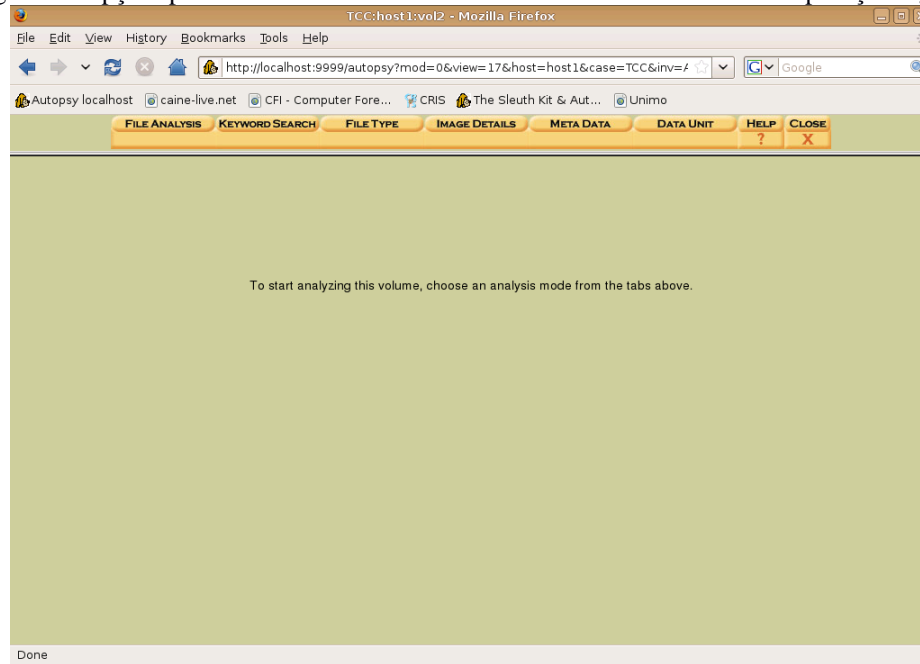 TCC:host1:vol2 - Mozilla Firefox
File Edit View History Bookmarks Tools Help
http://localhost:9999/autopsy?mod=0&view=17&host=host1&case=TCC&inv=
G Google
Autopsy localhost caine-live.net CFI - Computer Fore... CRIS The Sleuth Kit & Aut... Unimo
FILE ANALYSIS KEYWORD SEARCH FILE TYPE IMAGE DETAILS META DATA DATA UNIT HELP CLOSE
? X
To start analyzing this volume, choose an analysis mode from the tabs above.
Done